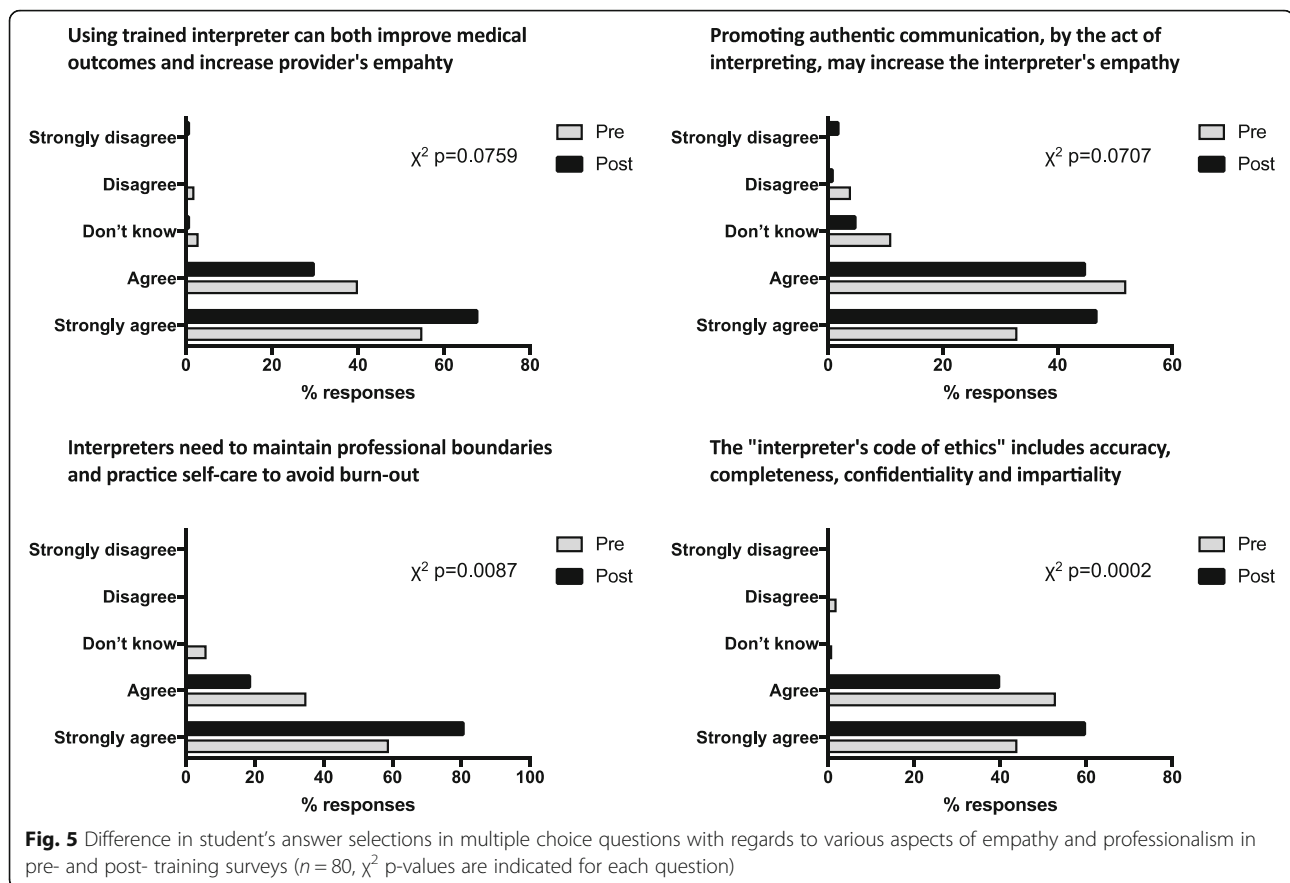 Using trained interpreter can both improve medical
outcomes and increase provider's empahty
Strongly disagree
Disagree
Don't know
Agree
Strongly agree
Pre
Post
χ² p=0.0759
0 20 40 60 80
% responses
Promoting authentic communication, by the act of
interpreting, may increase the interpreter's empathy
Strongly disagree
Disagree
Don't know
Agree
Strongly agree
Pre
Post
χ² p=0.0707
0 20 40 60
% responses
Interpreters need to maintain professional boundaries
and practice self-care to avoid burn-out
Strongly disagree
Disagree
Don't know
Agree
Strongly agree
Pre
Post
χ² p=0.0087
0 20 40 60 80 100
% responses
The "interpreter's code of ethics" includes accuracy,
completeness, confidentiality and impartiality
Strongly disagree
Disagree
Don't know
Agree
Strongly agree
Pre
Post
χ² p=0.0002
0 20 40 60 80
% responses
Fig. 5 Difference in student's answer selections in multiple choice questions with regards to various aspects of empathy and professionalism in
pre- and post- training surveys (n = 80, χ² p-values are indicated for each question)